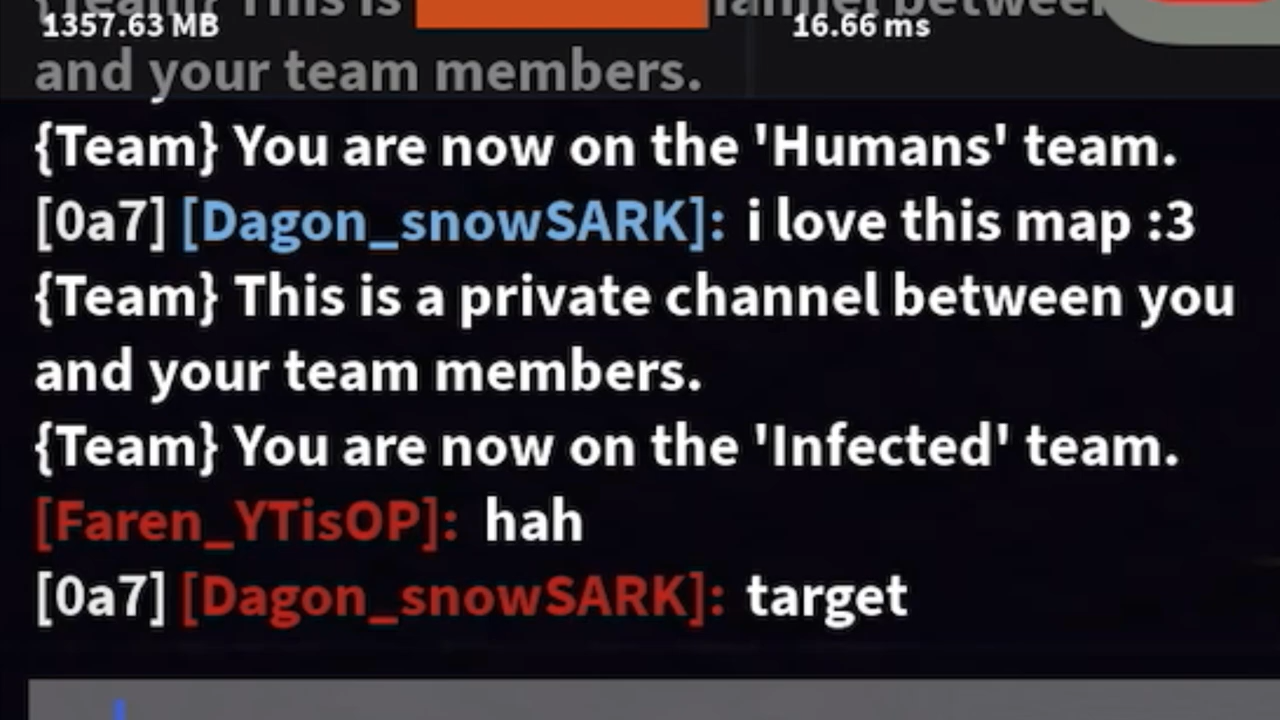 This is
1357.63 MB
16.66 ms
and your team members.
{Team} You are now on the 'Humans' team.
[0a7] [Dagon_snowSARK]: i love this map :3
{Team} This is a private channel between you
and your team members.
{Team} You are now on the 'Infected' team.
[Faren_YTisOP]: hah
[0a7] [Dagon_snowSARK]: target